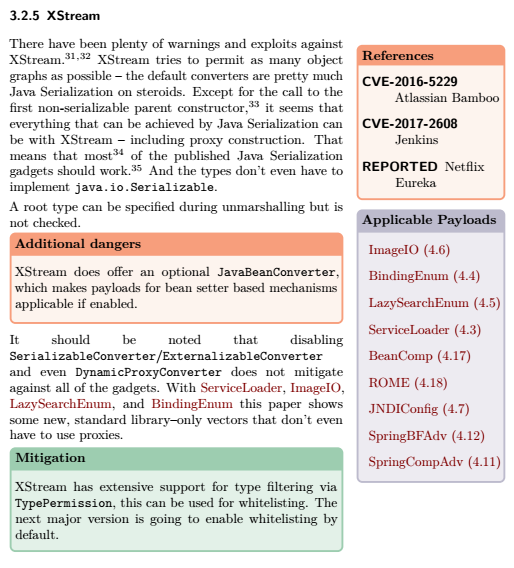 3.2.5 XStream
There have been plenty of warnings and exploits against
XStream.31,32 XStream tries to permit as many object
graphs as possible – the default converters are pretty much
Java Serialization on steroids. Except for the call to the
first non-serializable parent constructor,33 it seems that
everything that can be achieved by Java Serialization can
be with XStream – including proxy construction. That
means that most34 of the published Java Serialization
gadgets should work.35 And the types don't even have to
implement java.io.Serializable.
A root type can be specified during unmarshalling but is
not checked.
Additional dangers
XStream does offer an optional JavaBeanConverter,
which makes payloads for bean setter based mechanisms
applicable if enabled.
It should be noted that disabling
SerializableConverter/ExternalizableConverter
and even DynamicProxyConverter does not mitigate
against all of the gadgets. With ServiceLoader, ImageIO,
LazySearchEnum, and BindingEnum this paper shows
some new, standard library–only vectors that don't even
have to use proxies.
Mitigation
XStream has extensive support for type filtering via
TypePermission, this can be used for whitelisting. The
next major version is going to enable whitelisting by
default.
References
CVE-2016-5229
Atlassian Bamboo
CVE-2017-2608
Jenkins
REPORTED Netflix
Eureka
Applicable Payloads
ImageIO (4.6)
BindingEnum (4.4)
LazySearchEnum (4.5)
ServiceLoader (4.3)
BeanComp (4.17)
ROME (4.18)
JNDIConfig (4.7)
SpringBFAdv (4.12)
SpringCompAdv (4.11)